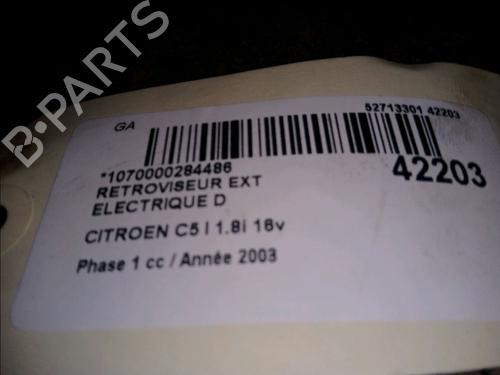 B-PARTS
GA
52713301 42203
*1070000284486
42203
RETROVISEUR EXT
ELECTRIQUE D
CITROEN C5 I 1.8i 16v
Phase 1 cc / Année 2003